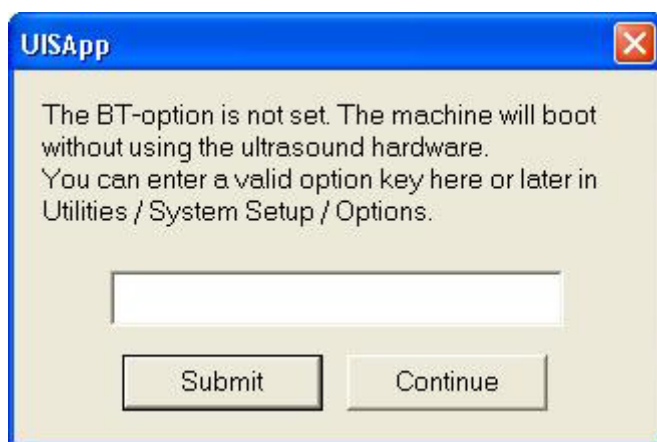 UISApp
The BT-option is not set. The machine will boot
without using the ultrasound hardware.
You can enter a valid option key here or later in
Utilities / System Setup / Options.
Submit Continue